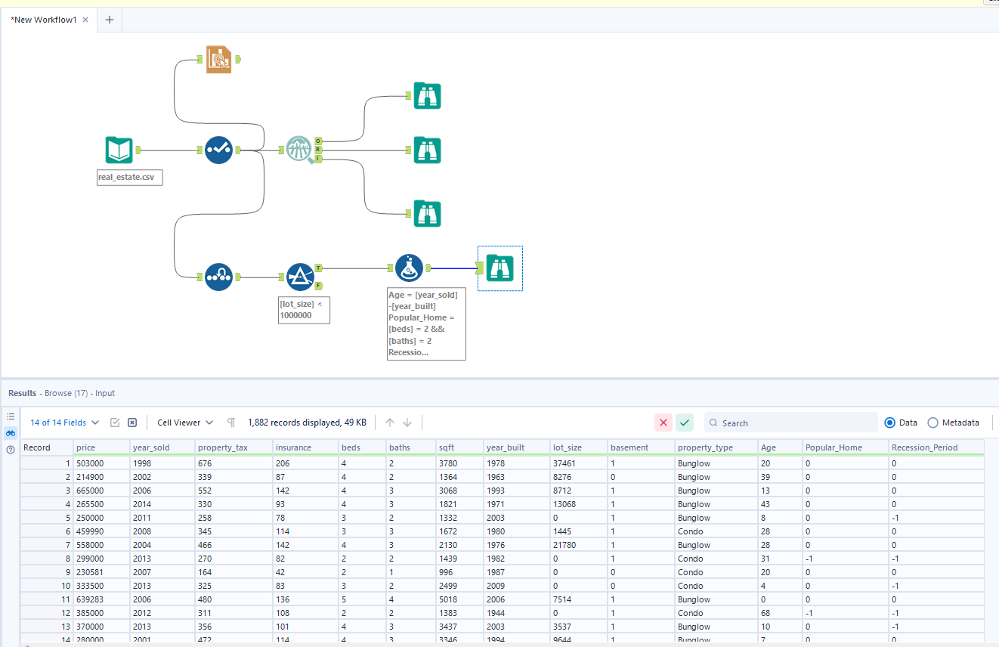 *New Workflow1
O
R
I
real_estate.csv
T
F
[lot_size] <
1000000
Age = [year_sold]
-[year_built]
Popular_Home =
[beds] = 2 &&
[baths] = 2
Recessio...
Results - Browse (17) - Input
14 of 14 Fields Cell Viewer 1,882 records displayed, 49 KB Search Data Metadata
Record price year_sold property_tax insurance beds baths sqft year_built lot_size basement property_type Age Popular_Home Recession_Period
1 503000 1998 676 206 4 2 3780 1978 37461 1 Bunglow 20 0 0
2 214900 2002 339 87 4 2 1364 1963 8276 0 Bunglow 39 0 0
3 665000 2006 552 142 4 3 3068 1993 8712 1 Bunglow 13 0 0
4 265500 2014 330 93 4 3 1821 1971 13068 1 Bunglow 43 0 0
5 250000 2011 258 78 3 2 1332 2003 0 1 Bunglow 8 0 -1
6 459990 2008 345 114 3 3 1672 1980 1445 1 Condo 28 0 0
7 558000 2004 466 142 4 3 2130 1976 21780 1 Bunglow 28 0 0
8 299000 2013 270 82 2 2 1439 1982 0 1 Condo 31 -1 -1
9 230581 2007 164 42 2 1 996 1987 0 0 Condo 20 0 0
10 333500 2013 325 83 3 2 2499 2009 0 0 Condo 4 0 -1
11 639283 2006 480 136 5 4 5018 2006 7514 1 Bunglow 0 0 0
12 385000 2012 311 108 2 2 1383 1944 0 1 Condo 68 -1 -1
13 370000 2013 356 101 4 3 3437 2003 3537 1 Bunglow 10 0 -1
14 280000 2001 472 114 4 3 3346 1994 9644 1 Bunglow 7 0 0